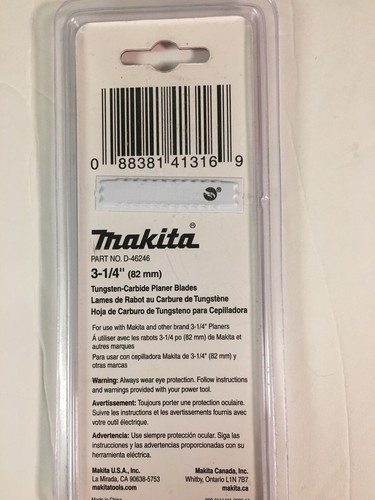 0 88381 41316 9
Makita®
PART NO. D-46246
3-1/4" (82 mm)
Tungsten-Carbide Planer Blades
Lames de Rabot au Carbure de Tungstène
Hoja de Carburo de Tungsteno para Cepilladora
For use with Makita and other brand 3-1/4" Planers
À utiliser avec les rabots 3-1/4 po (82 mm) de Makita et
autres marques
Para usar con cepilladora Makita de 3-1/4" (82 mm) y
otras marcas
Warning: Always wear eye protection. Follow instructions
and warnings provided with your power tool.
Avertissement: Toujours porter une protection oculaire.
Suivre les instructions et les avertissements fournis avec
votre outil électrique.
Advertencia: Use siempre protección ocular. Siga las
instrucciones y las advertencias proporcionadas con su
herramienta eléctrica.
Makita U.S.A., Inc. Makita Canada, Inc.
La Mirada, CA 90638-5753 Whitby, Ontario L1N 7B7
makitatools.com makita.ca
Made in China